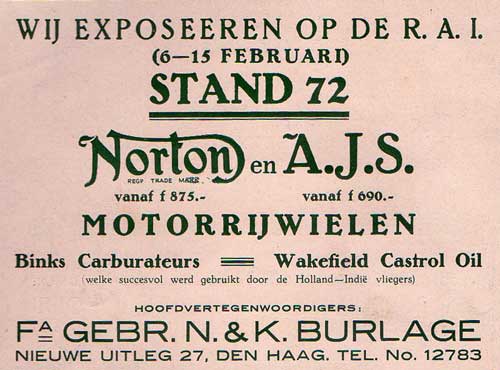 WIJ EXPOSEEREN OP DE R. A. I.
(6—15 FEBRUARI)
STAND 72
Norton en A.J.S.
REGD TRADE MARK.
vanaf f 875.- vanaf f 690.-
MOTORRIJWIELEN
Binks Carburateurs = Wakefield Castrol Oil
(welke succesvol werd gebruikt door de Holland—Indië vliegers)
HOOFDVERTEGENWOORDIGERS:
FA GEBR. N. & K. BURLAGE
NIEUWE UITLEG 27, DEN HAAG. TEL. No. 12783